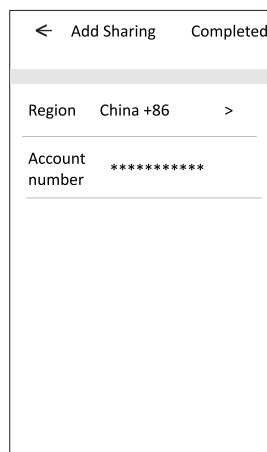 ← Add Sharing Completed
Region China +86 >
Account number ***********